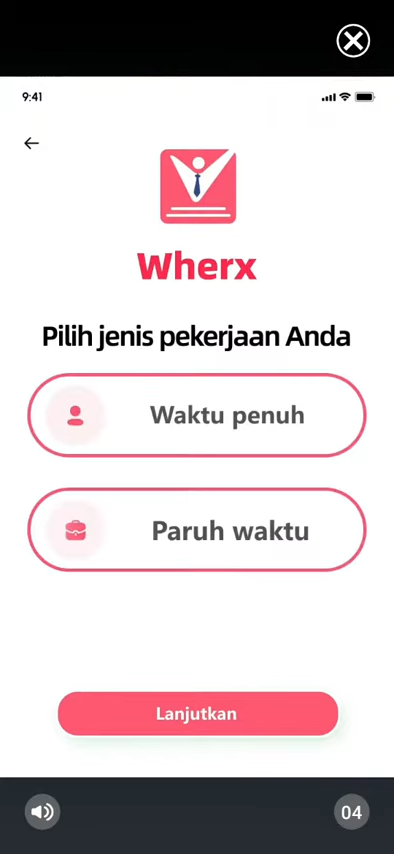 9:41
Wherx
Pilih jenis pekerjaan Anda
Waktu penuh
Paruh waktu
Lanjutkan
04